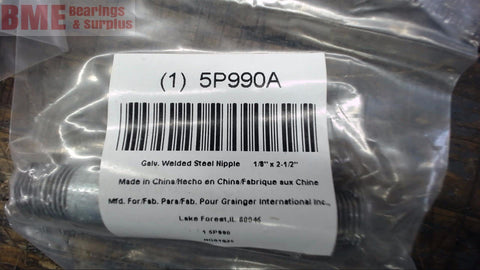 BME Bearings
& surplus
(1) 5P990A
Galv. Welded Steel Nipple 1/8" x 2-1/2"
Made in China/Hecho en China/Fabrique aux Chine
Mfd. For/Fab. Para/Fab. Pour Grainger International Inc.,
Lake Forest,IL 60045
1 5P990